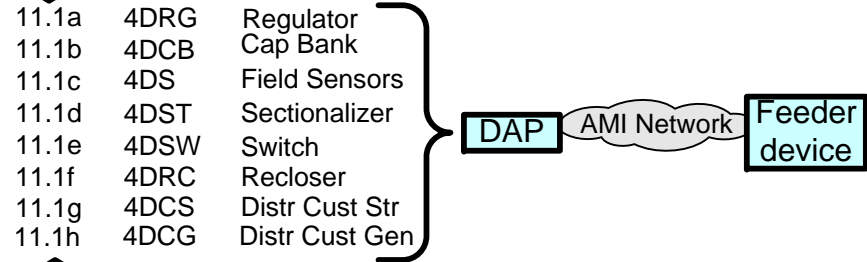 11.1a 4DRG Regulator
11.1b 4DCB Cap Bank
11.1c 4DS Field Sensors
11.1d 4DST Sectionalizer
11.1e 4DSW Switch
11.1f 4DRC Recloser
11.1g 4DCS Distr Cust Str
11.1h 4DCG Distr Cust Gen
DAP
AMI Network
Feeder
device